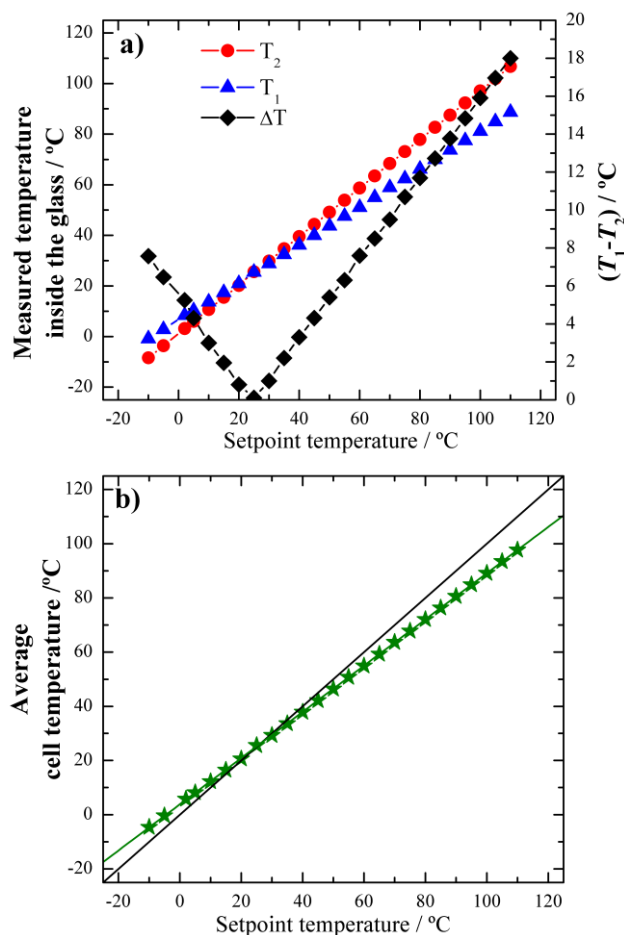 a)
T₂
T₁
ΔT
Measured temperature
inside the glass / ºC
120
100
80
60
40
20
0
-20
20
18
16
14
12
10
8
6
4
2
0
(T₁-T₂) / ºC
-20 0 20 40 60 80 100 120
Setpoint temperature / ºC
b)
Average
cell temperature /ºC
120
100
80
60
40
20
0
-20
-20 0 20 40 60 80 100 120
Setpoint temperature / ºC